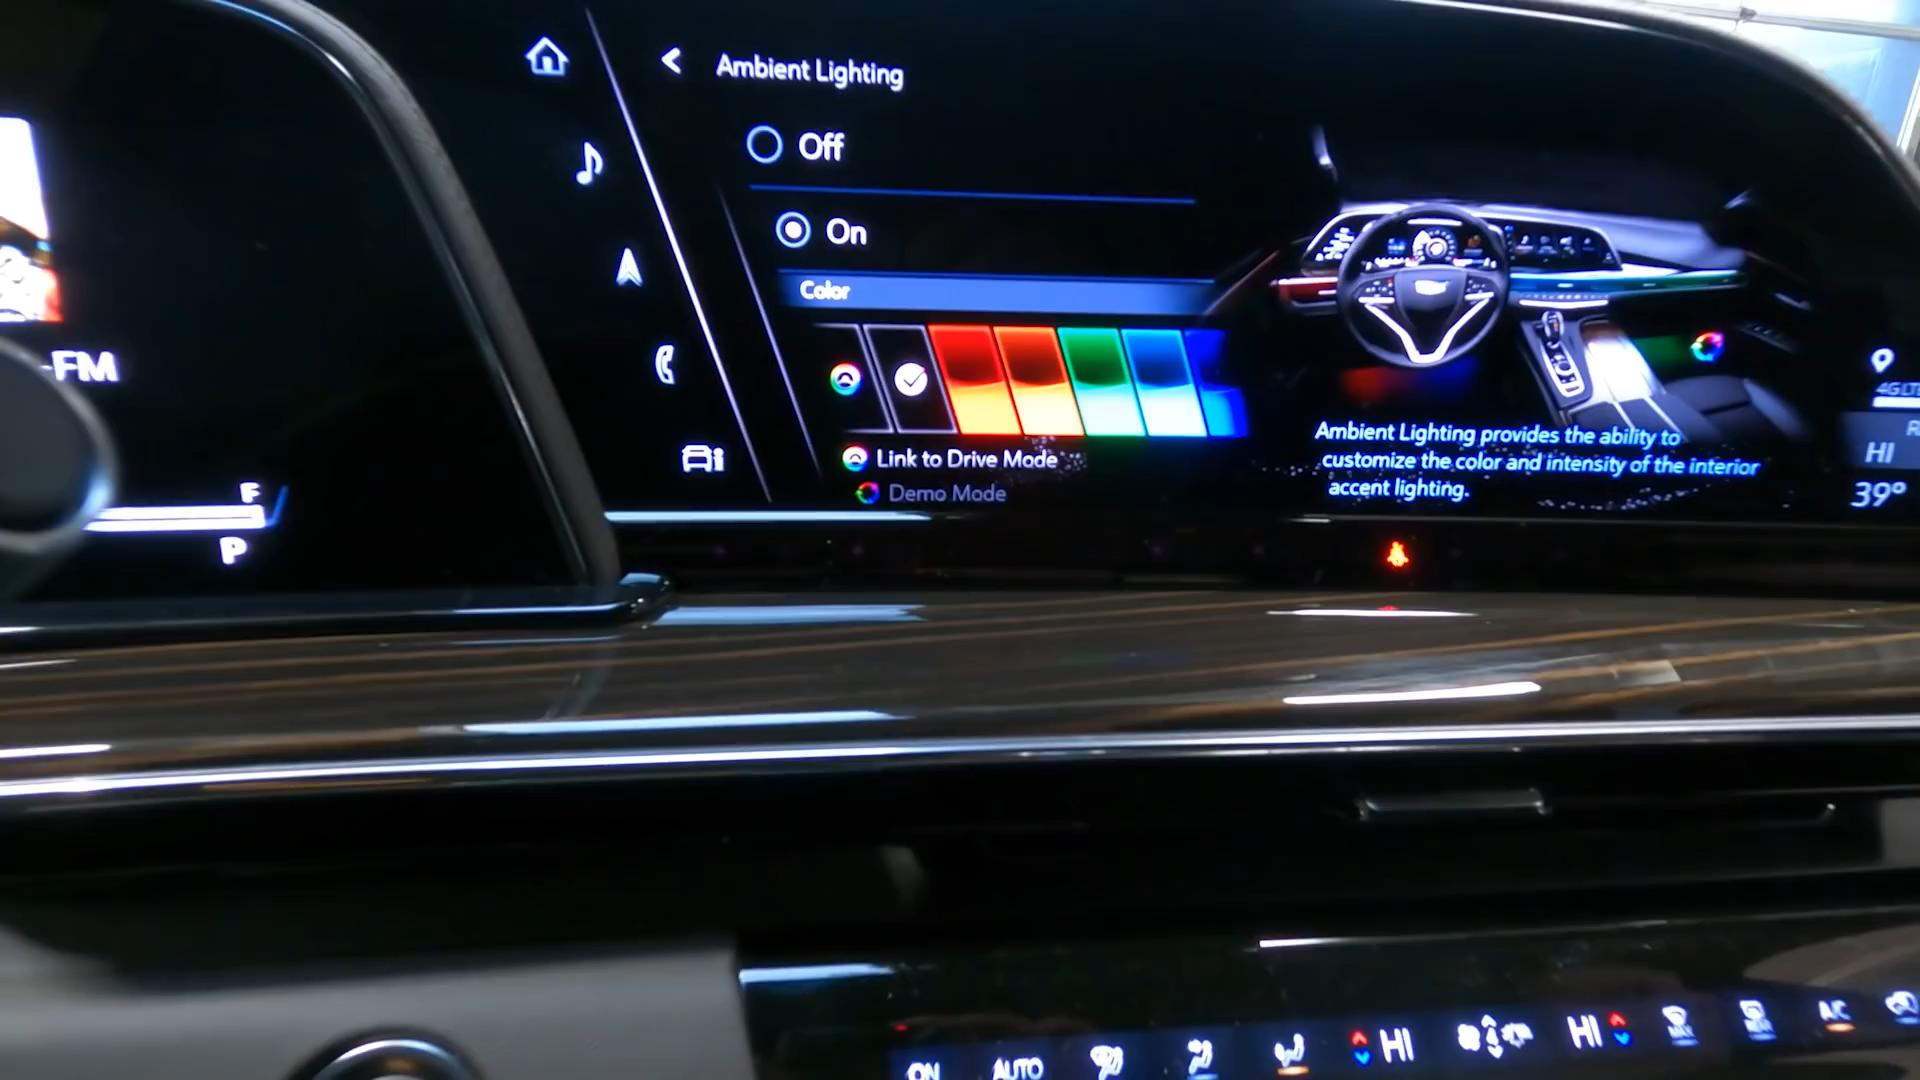 Ambient Lighting
Off
On
Color
Link to Drive Mode
Demo Mode
Ambient Lighting provides the ability to
customize the color and intensity of the interior
accent lighting.
-FM
F
P
HI
39°
ON
AUTO
HI
HI
A/C